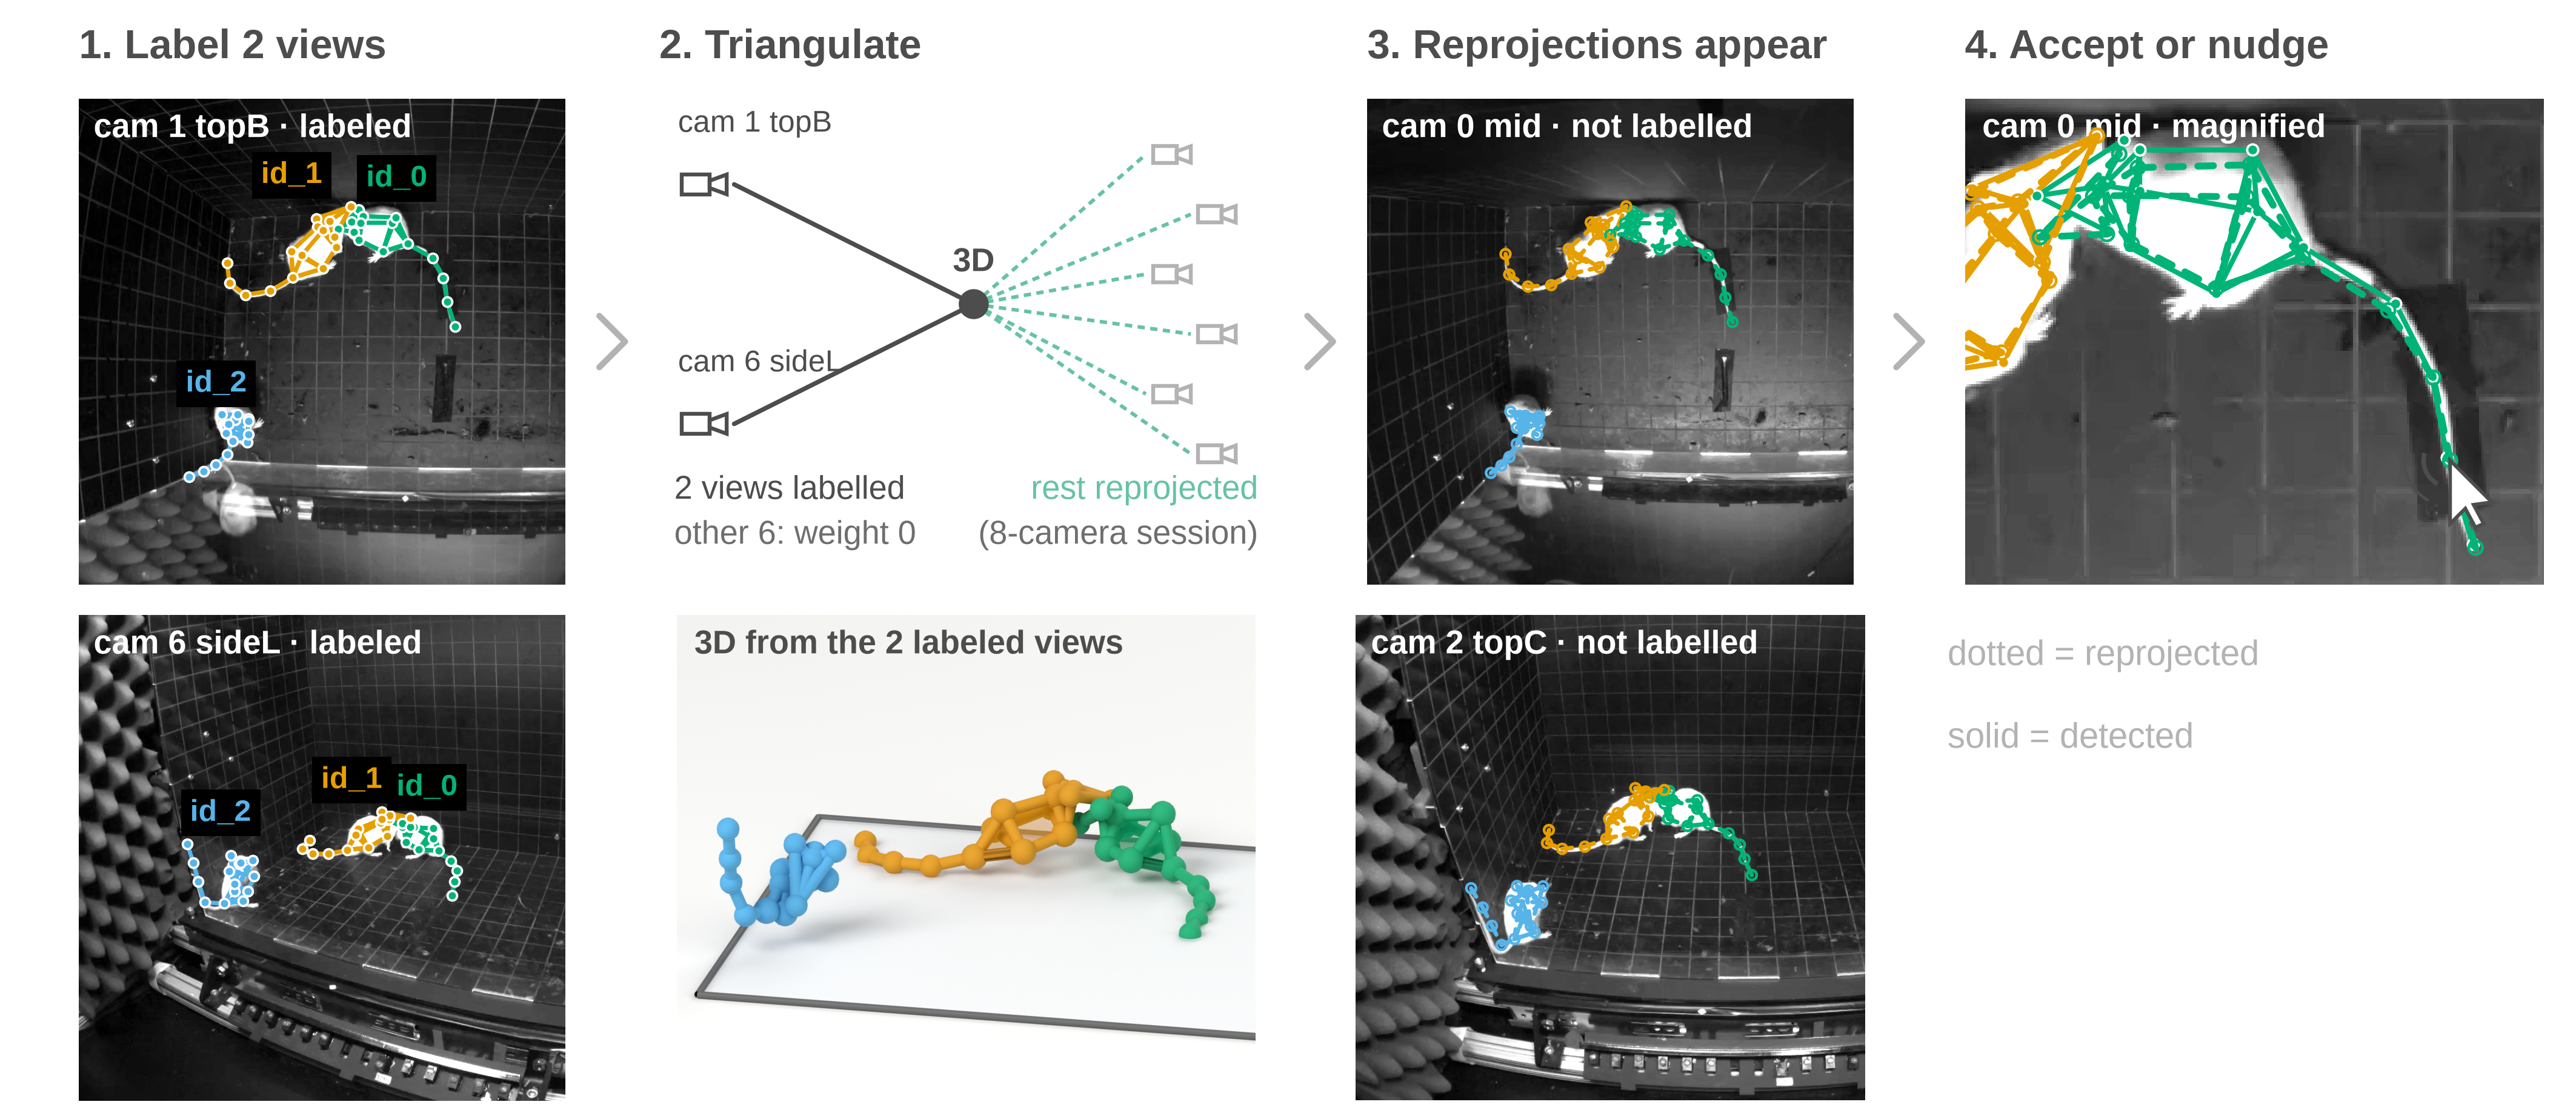 1. Label 2 views
2. Triangulate
3. Reprojections appear
4. Accept or nudge
cam 1 topB · labeled
id_1
id_0
id_2
cam 6 sideL · labeled
id_1
id_0
id_2
cam 1 topB
3D
cam 6 sideL
2 views labelled
rest reprojected
other 6: weight 0
(8-camera session)
3D from the 2 labeled views
cam 0 mid · not labelled
cam 2 topC · not labelled
cam 0 mid · magnified
dotted = reprojected
solid = detected